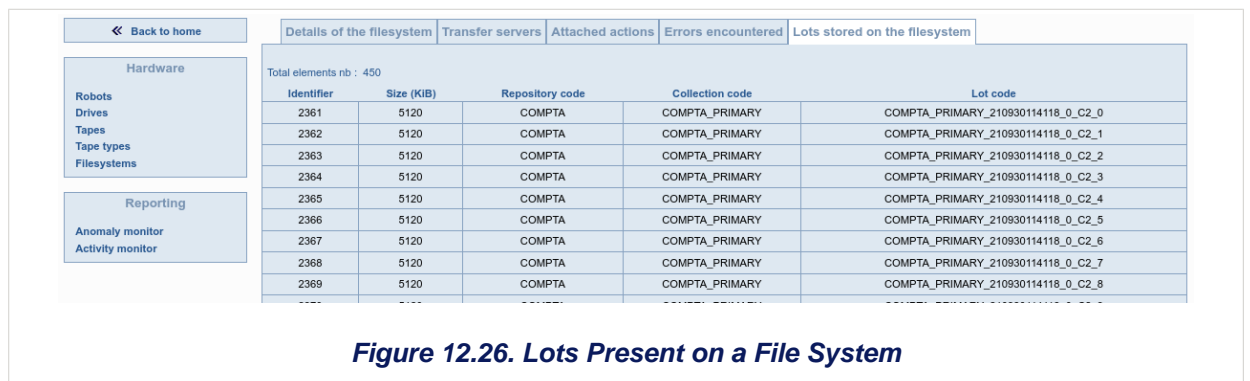 « Back to home
Details of the filesystem Transfer servers Attached actions Errors encountered Lots stored on the filesystem
Hardware
Robots
Drives
Tapes
Tape types
Filesystems
Reporting
Anomaly monitor
Activity monitor
Total elements nb : 450
Identifier Size (KiB) Repository code Collection code Lot code
2361 5120 COMPTA COMPTA_PRIMARY COMPTA_PRIMARY_210930114118_0_C2_0
2362 5120 COMPTA COMPTA_PRIMARY COMPTA_PRIMARY_210930114118_0_C2_1
2363 5120 COMPTA COMPTA_PRIMARY COMPTA_PRIMARY_210930114118_0_C2_2
2364 5120 COMPTA COMPTA_PRIMARY COMPTA_PRIMARY_210930114118_0_C2_3
2365 5120 COMPTA COMPTA_PRIMARY COMPTA_PRIMARY_210930114118_0_C2_4
2366 5120 COMPTA COMPTA_PRIMARY COMPTA_PRIMARY_210930114118_0_C2_5
2367 5120 COMPTA COMPTA_PRIMARY COMPTA_PRIMARY_210930114118_0_C2_6
2368 5120 COMPTA COMPTA_PRIMARY COMPTA_PRIMARY_210930114118_0_C2_7
2369 5120 COMPTA COMPTA_PRIMARY COMPTA_PRIMARY_210930114118_0_C2_8
Figure 12.26. Lots Present on a File System